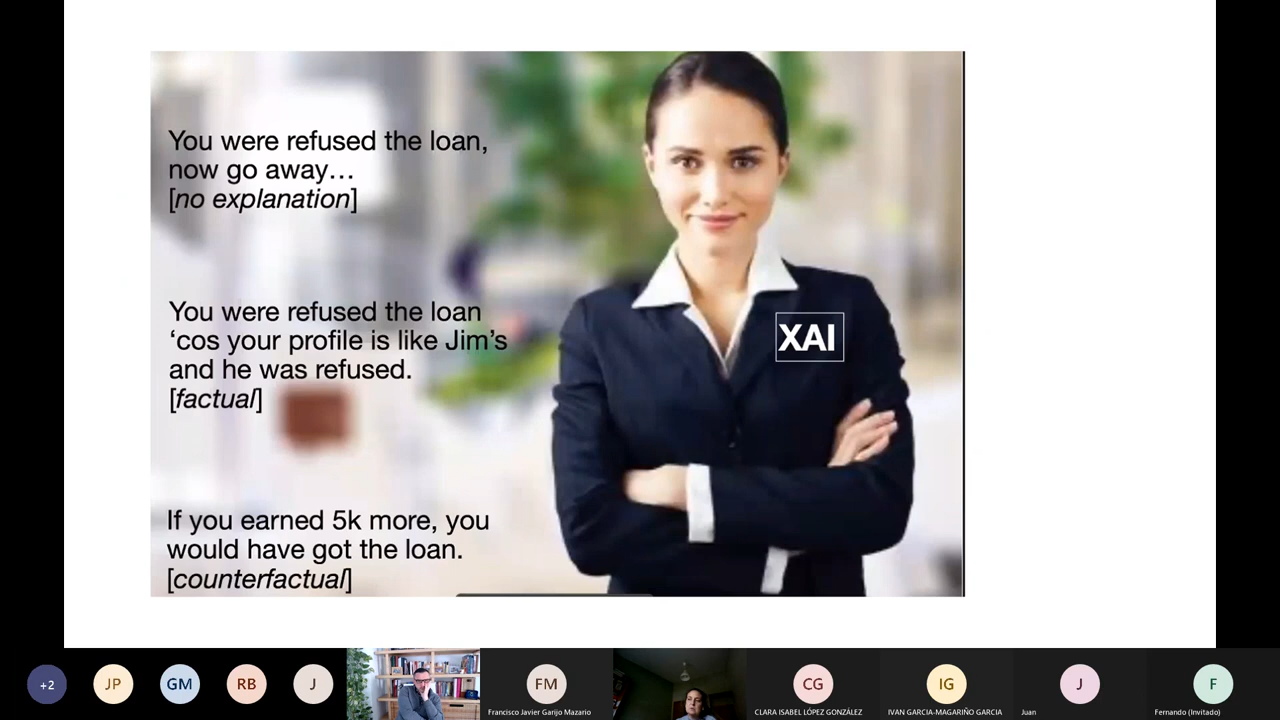 You were refused the loan,
now go away…
[no explanation]
You were refused the loan
‘cos your profile is like Jim’s
and he was refused.
[factual]
If you earned 5k more, you
would have got the loan.
[counterfactual]
XAI
+2
JP
GM
RB
J
FM
Francisco Javier Garijo Mazario
CG
CLARA ISABEL LÓPEZ GONZÁLEZ
IG
IVAN GARCIA-MAGARIÑO GARCIA
J
Juan
F
Fernando (Invitado)